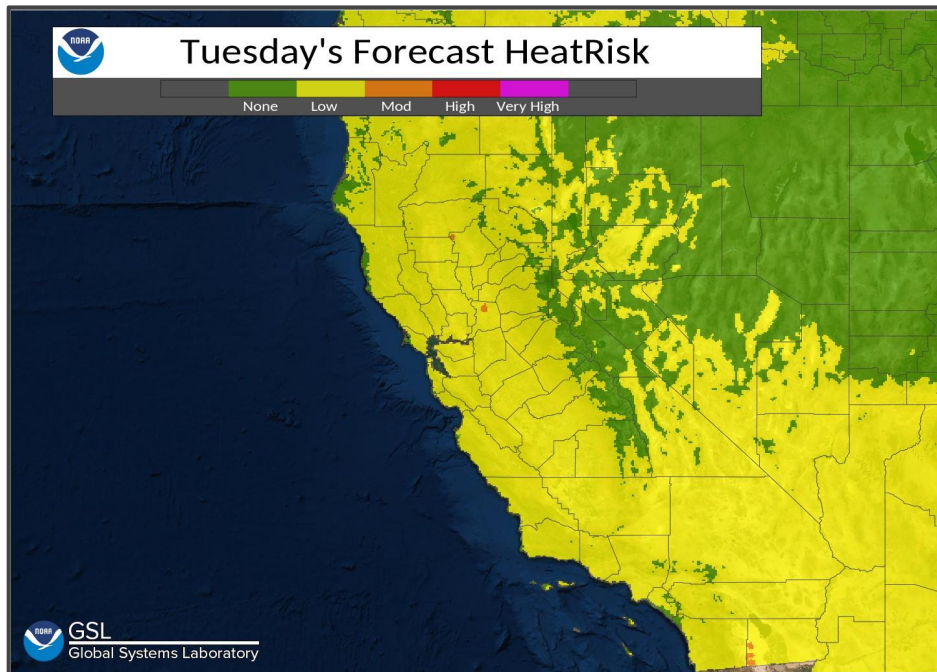 NOAA
Tuesday's Forecast HeatRisk
None Low Mod High Very High
NOAA
GSL
Global Systems Laboratory